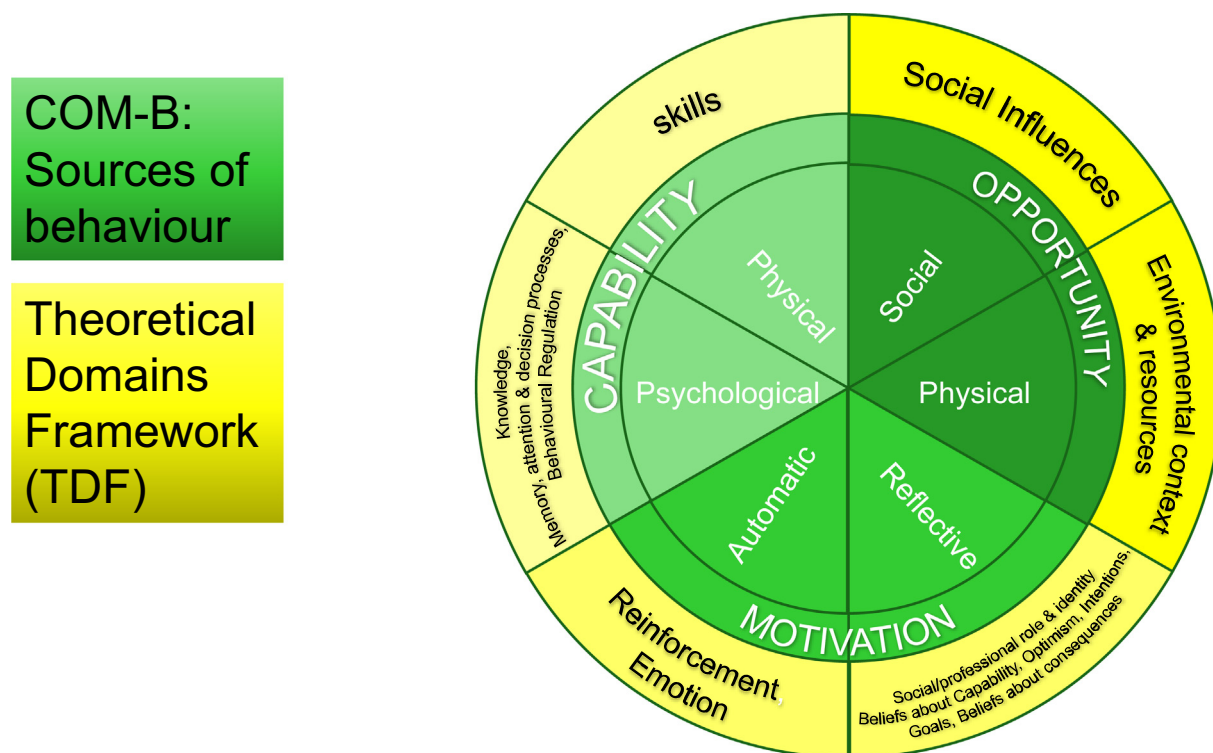 COM-B:
Sources of
behaviour
Theoretical
Domains
Framework
(TDF)
skills
Social Influences
CAPABILITY
OPPORTUNITY
Physical
Social
Knowledge,
Memory, attention & decision processes,
Behavioural Regulation
Environmental context
& resources
Psychological
Physical
Automatic
Reflective
MOTIVATION
Reinforcement,
Emotion
Social/professional role & identity
Beliefs about Capability, Optimism, Intentions,
Goals, Beliefs about consequences